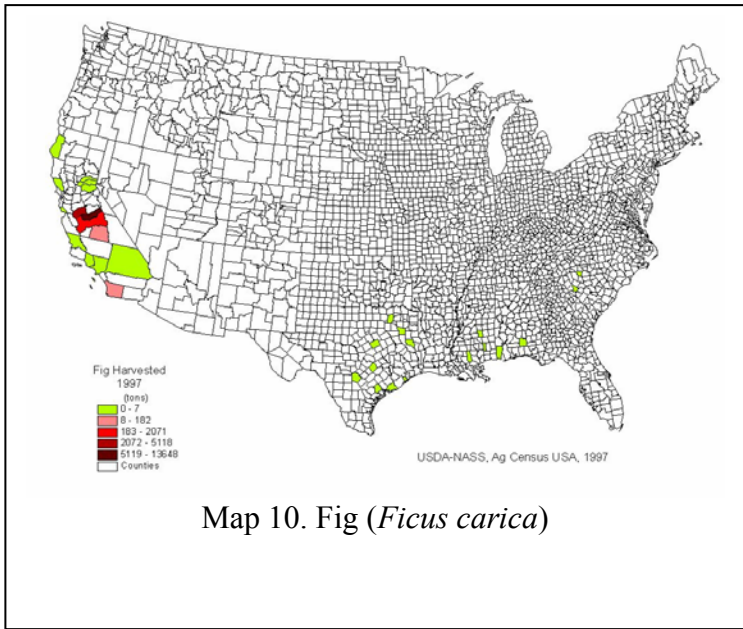 Fig Harvested
1997
(tons)
0 - 7
8 - 182
183 - 2071
2072 - 5118
5119 - 13648
Counties
USDA-NASS, Ag Census USA, 1997
Map 10. Fig (Ficus carica)